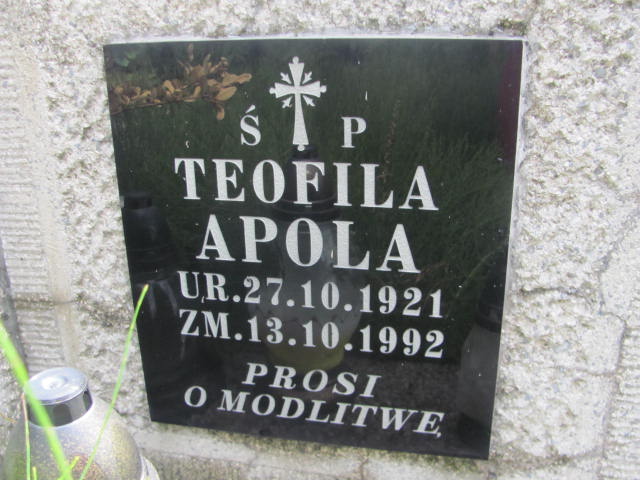 Ś P
TEOFILA
APOLA
UR.27.10.1921
ZM.13.10.1992
PROSI
O MODLITWĘ